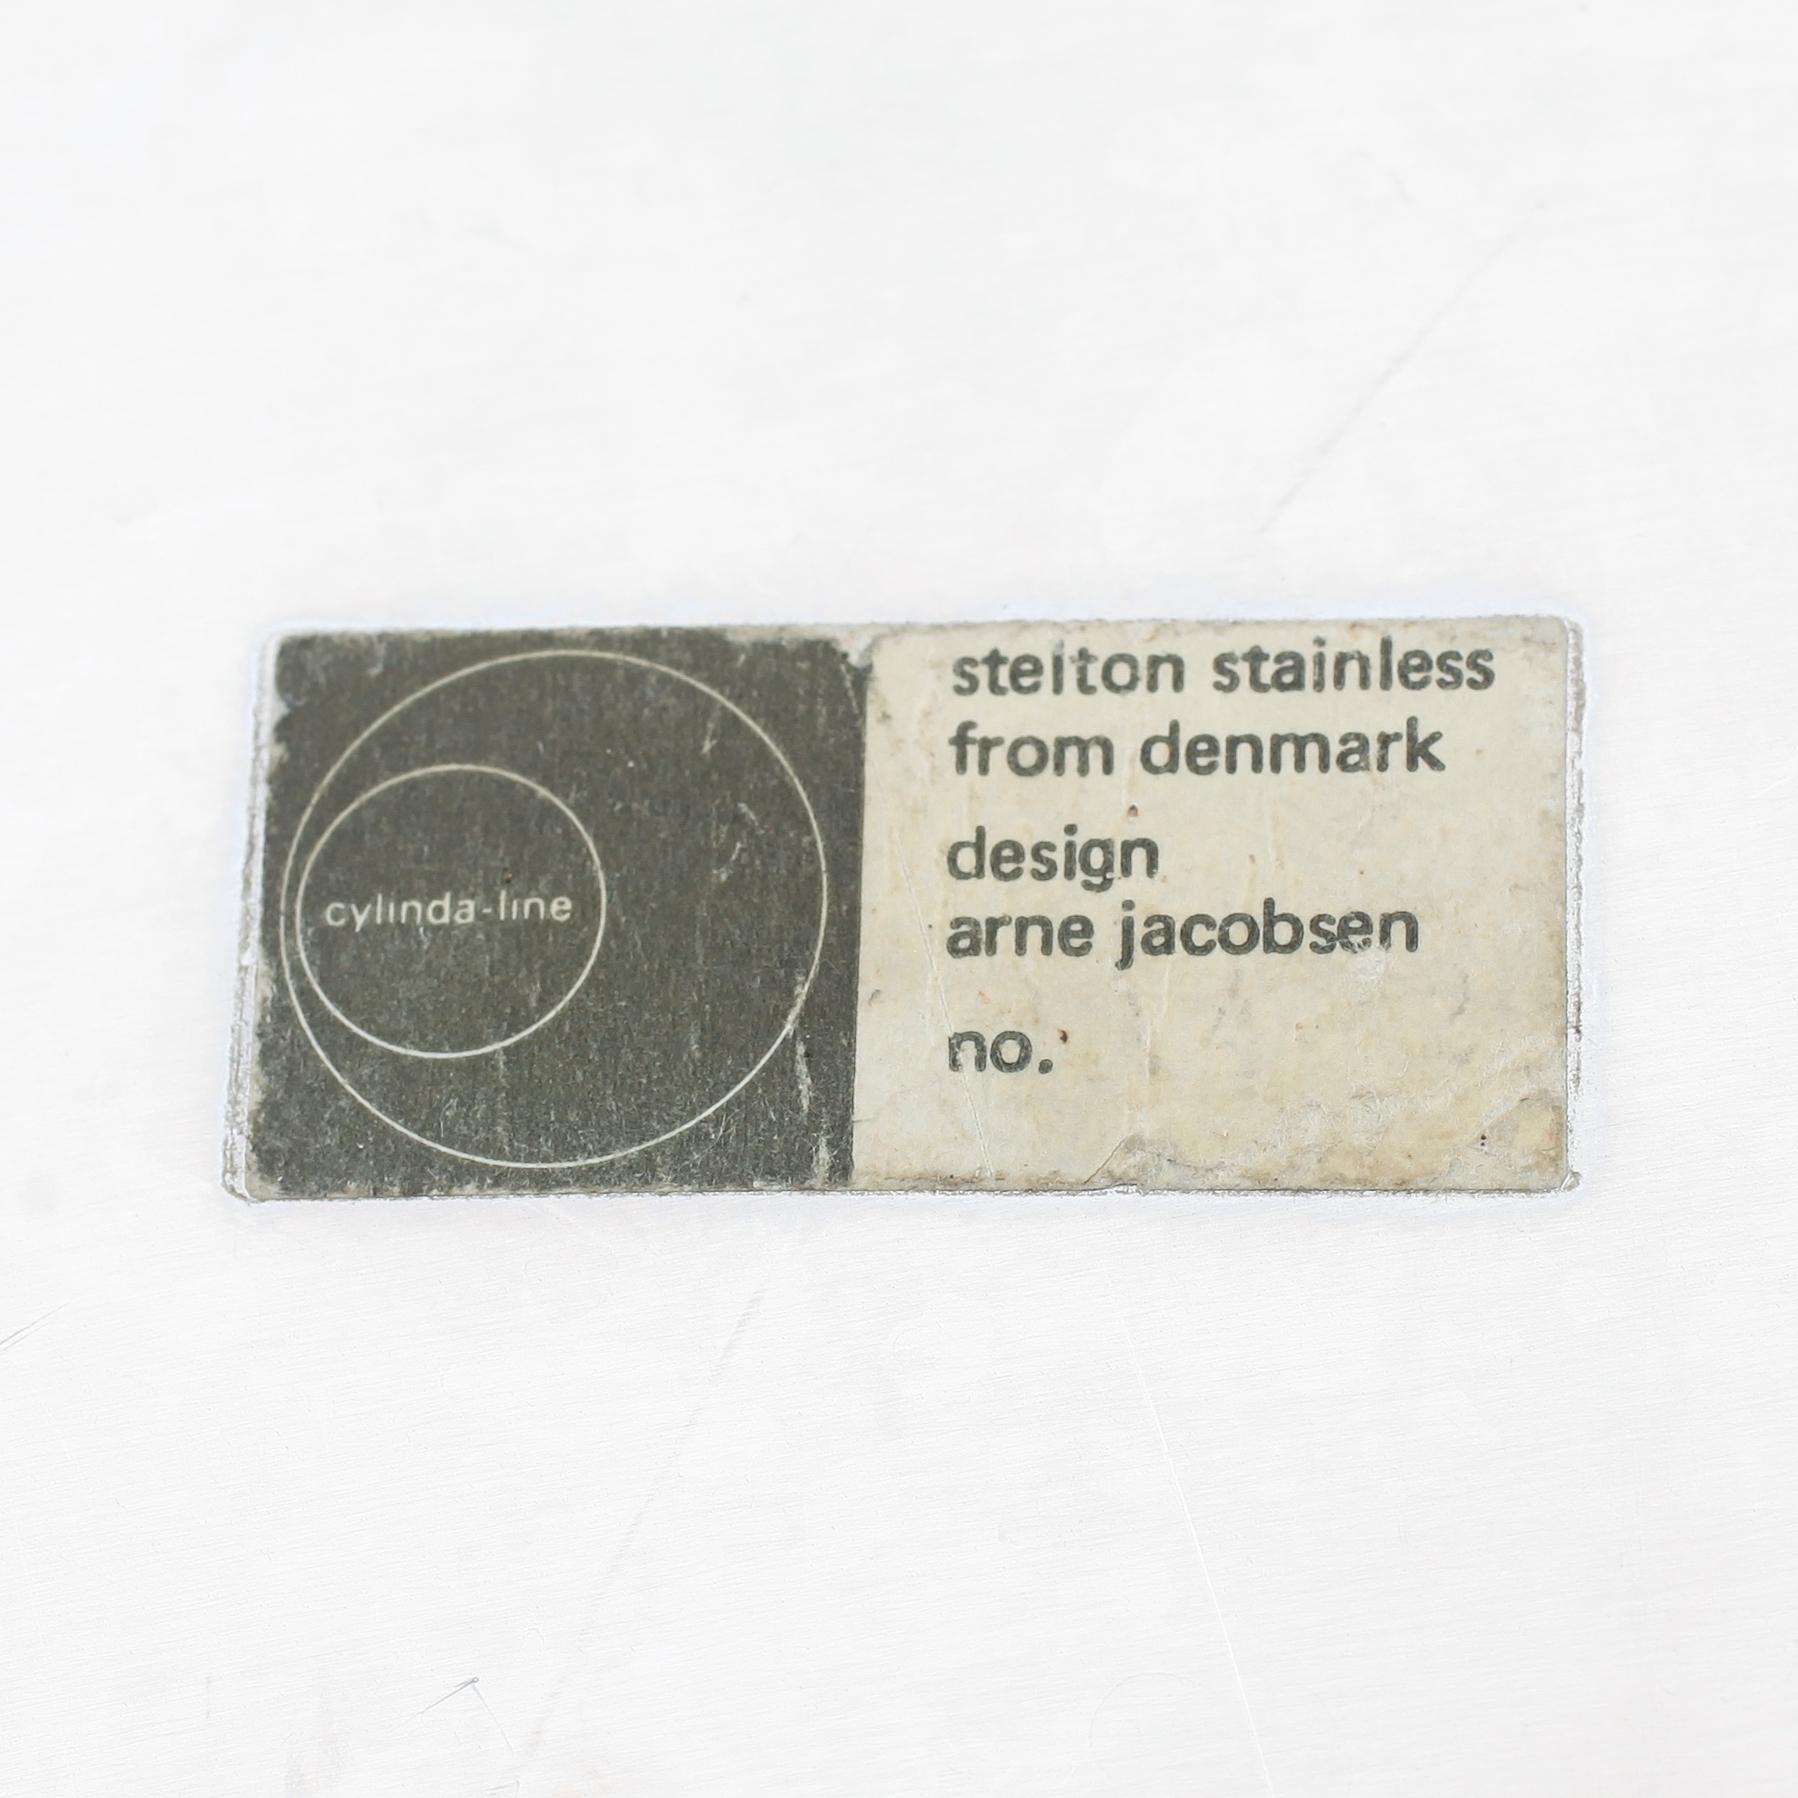 cylinda-line
stelton stainless
from denmark
design
arne jacobsen
no.